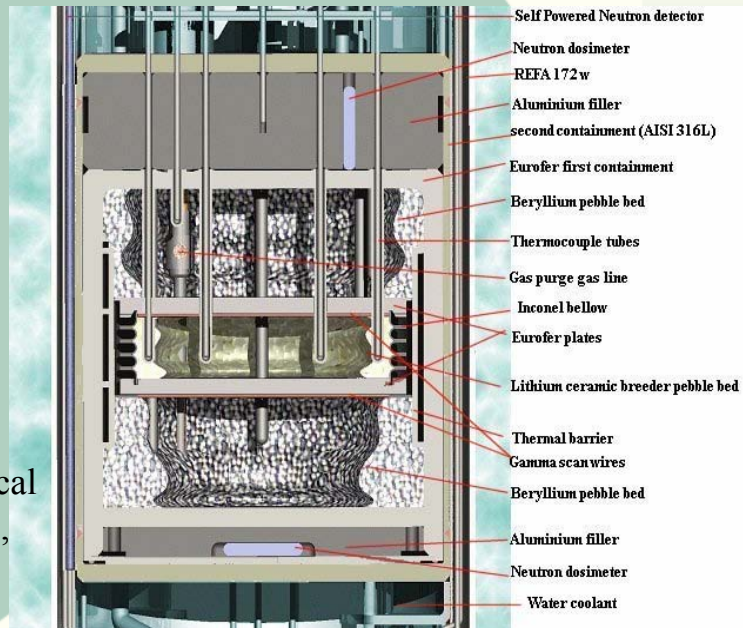 Self Powered Neutron detector
Neutron dosimeter
REFA 172 w
Aluminium filler
second containment (AISI 316L)
Eurofer first containment
Beryllium pebble bed
Thermocouple tubes
Gas purge gas line
Inconel bellow
Eurofer plates
Lithium ceramic breeder pebble bed
Thermal barrier
Gamma scan wires
Beryllium pebble bed
Aluminium filler
Neutron dosimeter
Water coolant
cal
,